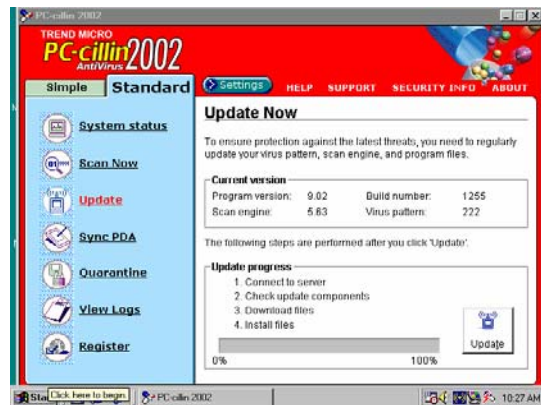 PC-cillin 2002
TREND MICRO
PC-cillin 2002
AntiVirus
Simple
Standard
Settings
HELP
SUPPORT
SECURITY INFO
ABOUT
System status
Scan Now
Update
Sync PDA
Quarantine
View Logs
Register
Update Now
To ensure protection against the latest threats, you need to regularly
update your virus pattern, scan engine, and program files.
Current version
Program version: 9.02 Build number: 1255
Scan engine: 5.63 Virus pattern: 222
The following steps are performed after you click 'Update'.
Update progress
1. Connect to server
2. Check update components
3. Download files
4. Install files
0% 100%
Update
Sta
Click here to begin.
PC-cillin 2002
10:27 AM